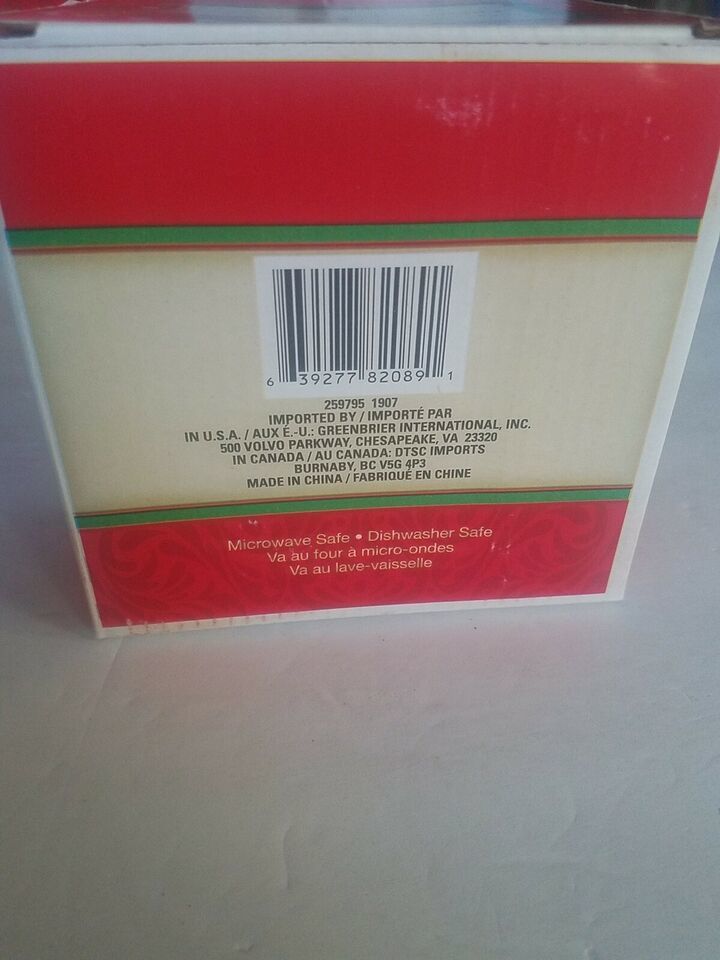 6 39277 82089 1
259795 1907
IMPORTED BY / IMPORTÉ PAR
IN U.S.A. / AUX É.-U.: GREENBRIER INTERNATIONAL, INC.
500 VOLVO PARKWAY, CHESAPEAKE, VA 23320
IN CANADA / AU CANADA: DTSC IMPORTS
BURNABY, BC V5G 4P3
MADE IN CHINA / FABRIQUÉ EN CHINE
Microwave Safe • Dishwasher Safe
Va au four à micro-ondes
Va au lave-vaisselle